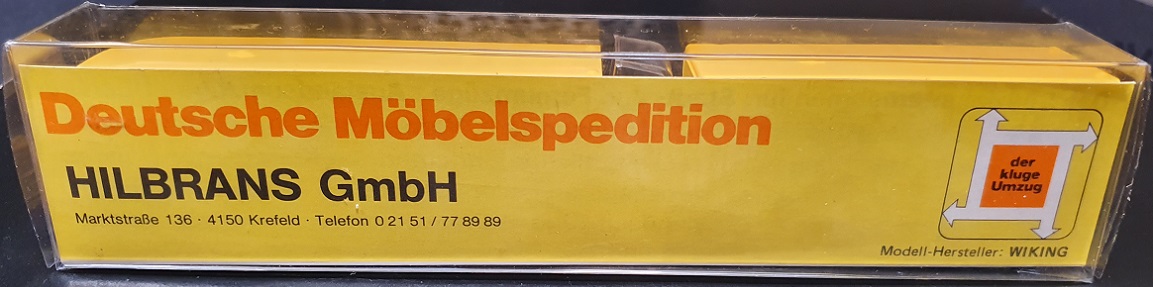 Deutsche Möbelspedition
HILBRANS GmbH
Marktstraße 136 · 4150 Krefeld · Telefon 0 21 51 / 77 89 89
der
kluge
Umzug
Modell-Hersteller: WIKING